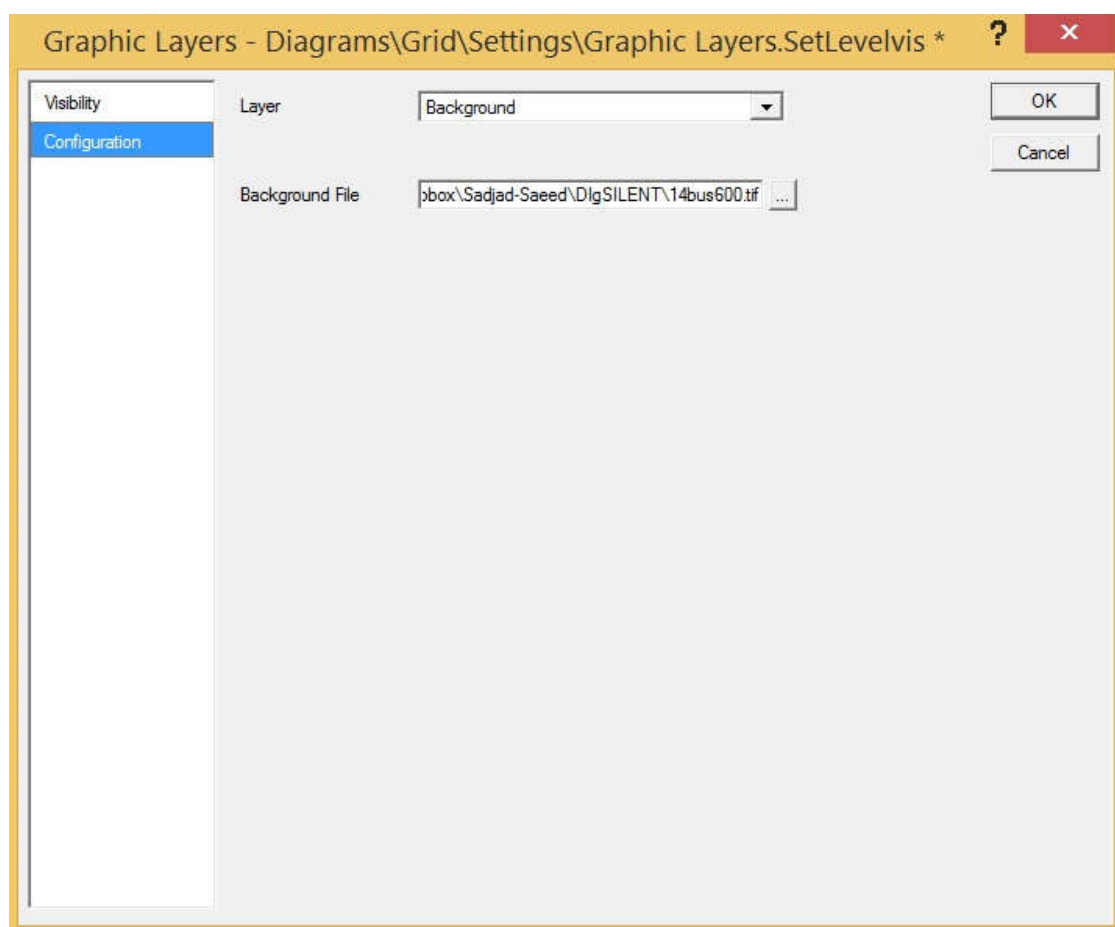 Graphic Layers - Diagrams\Grid\Settings\Graphic Layers.SetLevelvis * ? ×
Visibility Layer Background OK
Configuration Cancel
Background File box\Sadjad-Saeed\DIgSILENT\14bus600.tif ...